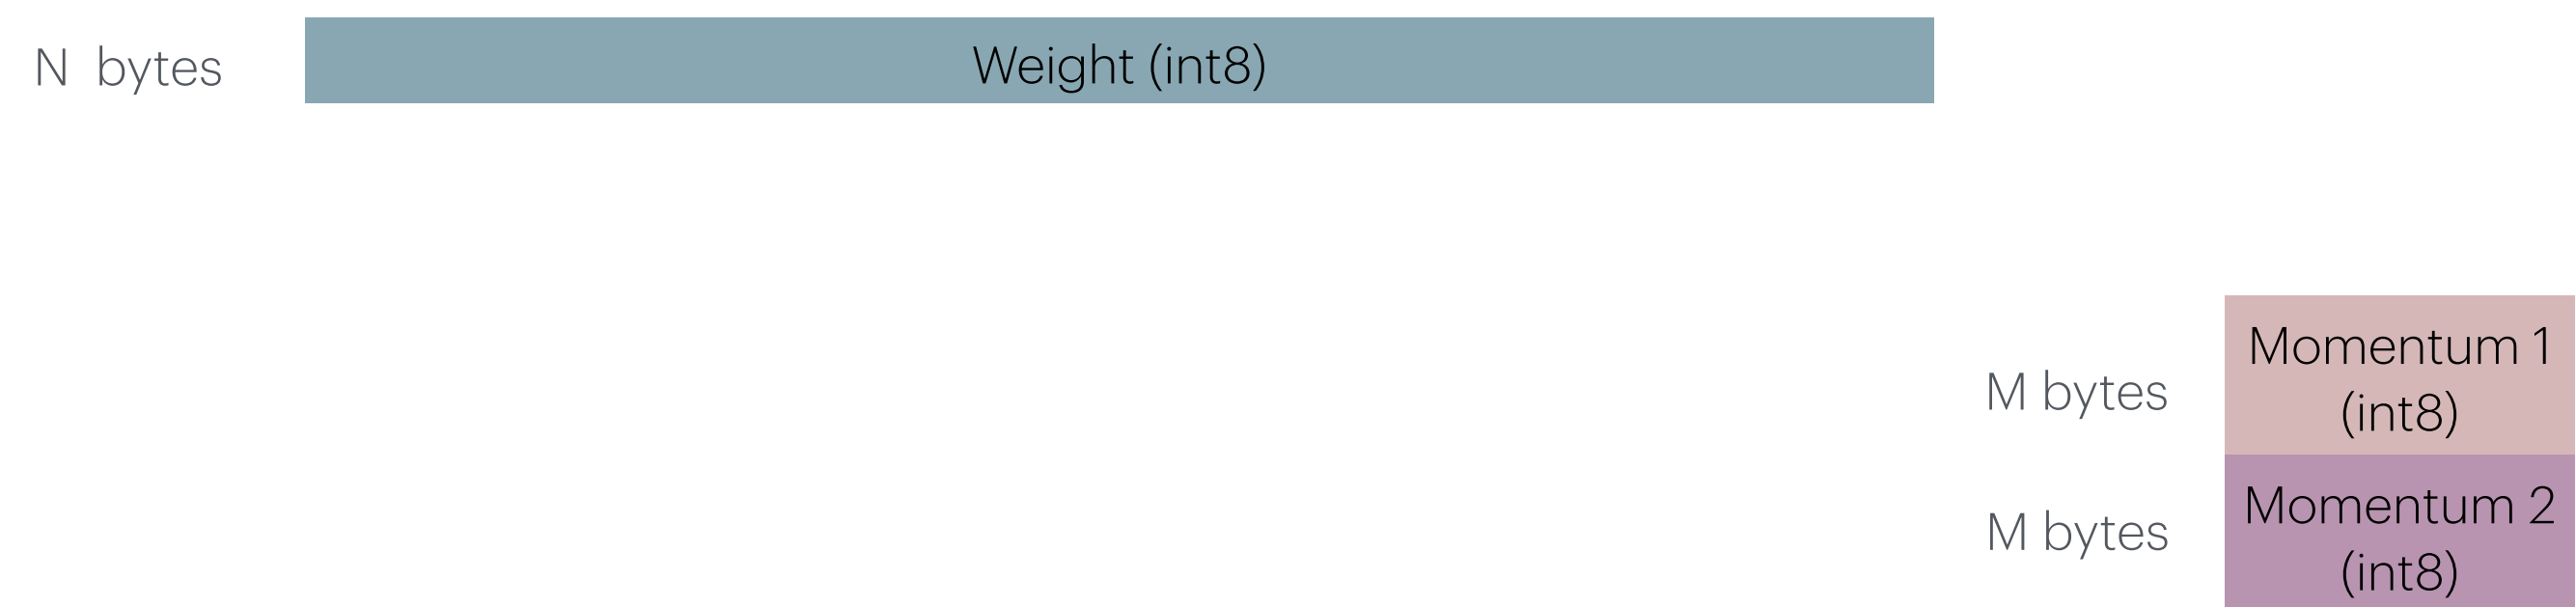 N bytes
Weight (int8)
M bytes
Momentum 1
(int8)
M bytes
Momentum 2
(int8)